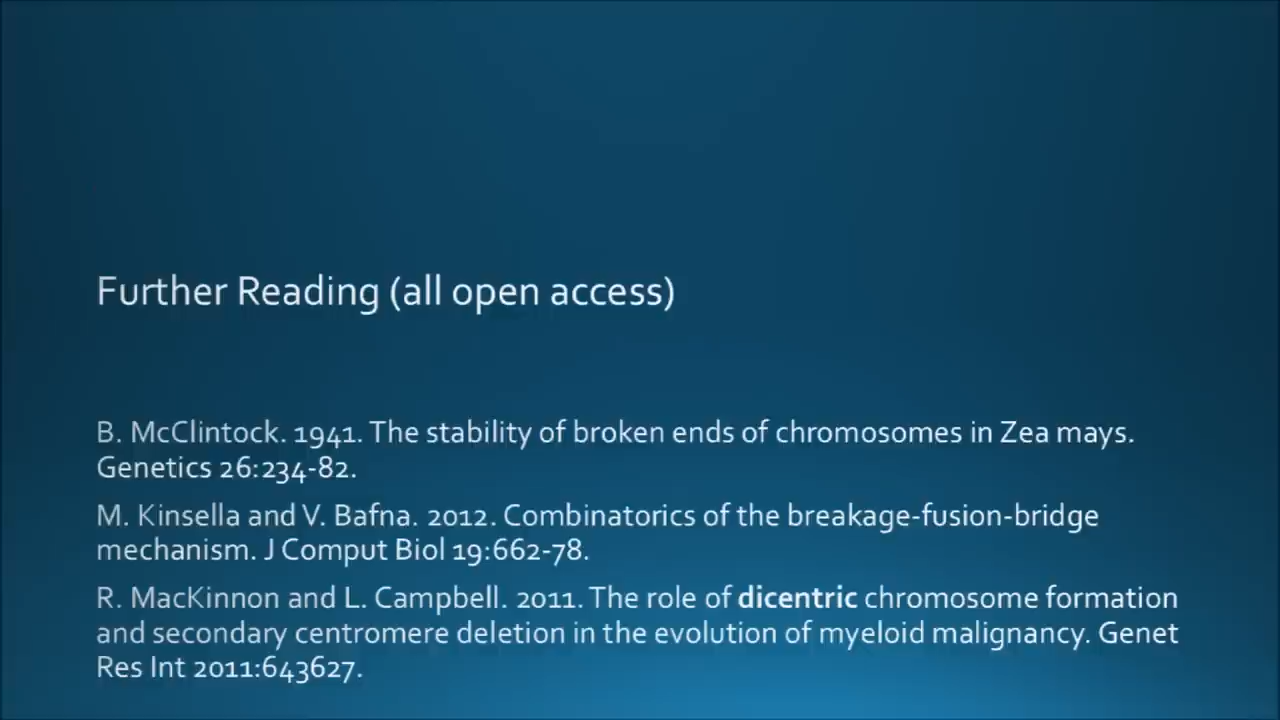 Further Reading (all open access)
B. McClintock. 1941. The stability of broken ends of chromosomes in Zea mays.
Genetics 26:234-82.
M. Kinsella and V. Bafna. 2012. Combinatorics of the breakage-fusion-bridge
mechanism. J Comput Biol 19:662-78.
R. MacKinnon and L. Campbell. 2011. The role of dicentric chromosome formation
and secondary centromere deletion in the evolution of myeloid malignancy. Genet
Res Int 2011:643627.